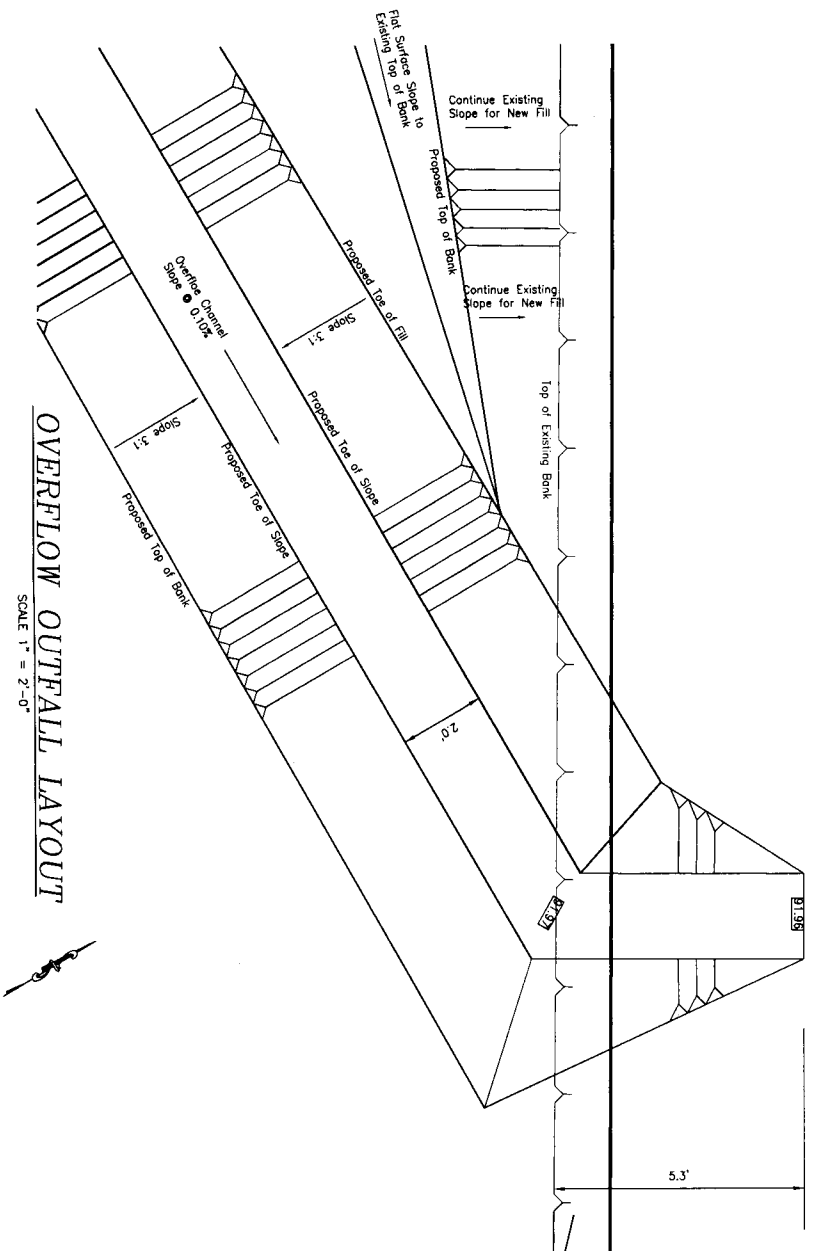 Flat Surface Slope to
Existing Top of Bank
Continue Existing
Slope for New Fill
Proposed Top of Bank
Continue Existing
Slope for New Fill
Overfloe Channel
Slope @ 0.10%
Proposed Toe of Fill
Slope 3:1
Top of Existing Bank
Slope 3:1
Proposed Toe of Slope
Proposed Toe of Slope
Proposed Top of Bank
2.0'
91.97
91.96
5.3'
OVERFLOW OUTFALL LAYOUT
SCALE 1" = 2'-0"